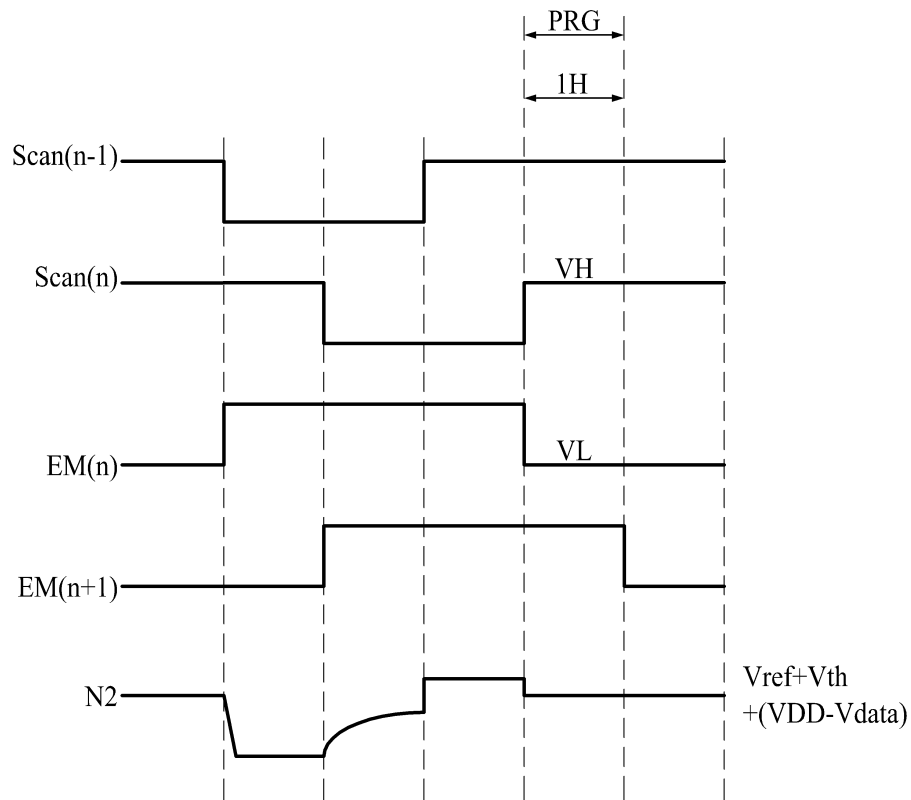 PRG
1H
Scan(n-1)
Scan(n)
VH
EM(n)
VL
EM(n+1)
N2
Vref+Vth
+(VDD-Vdata)